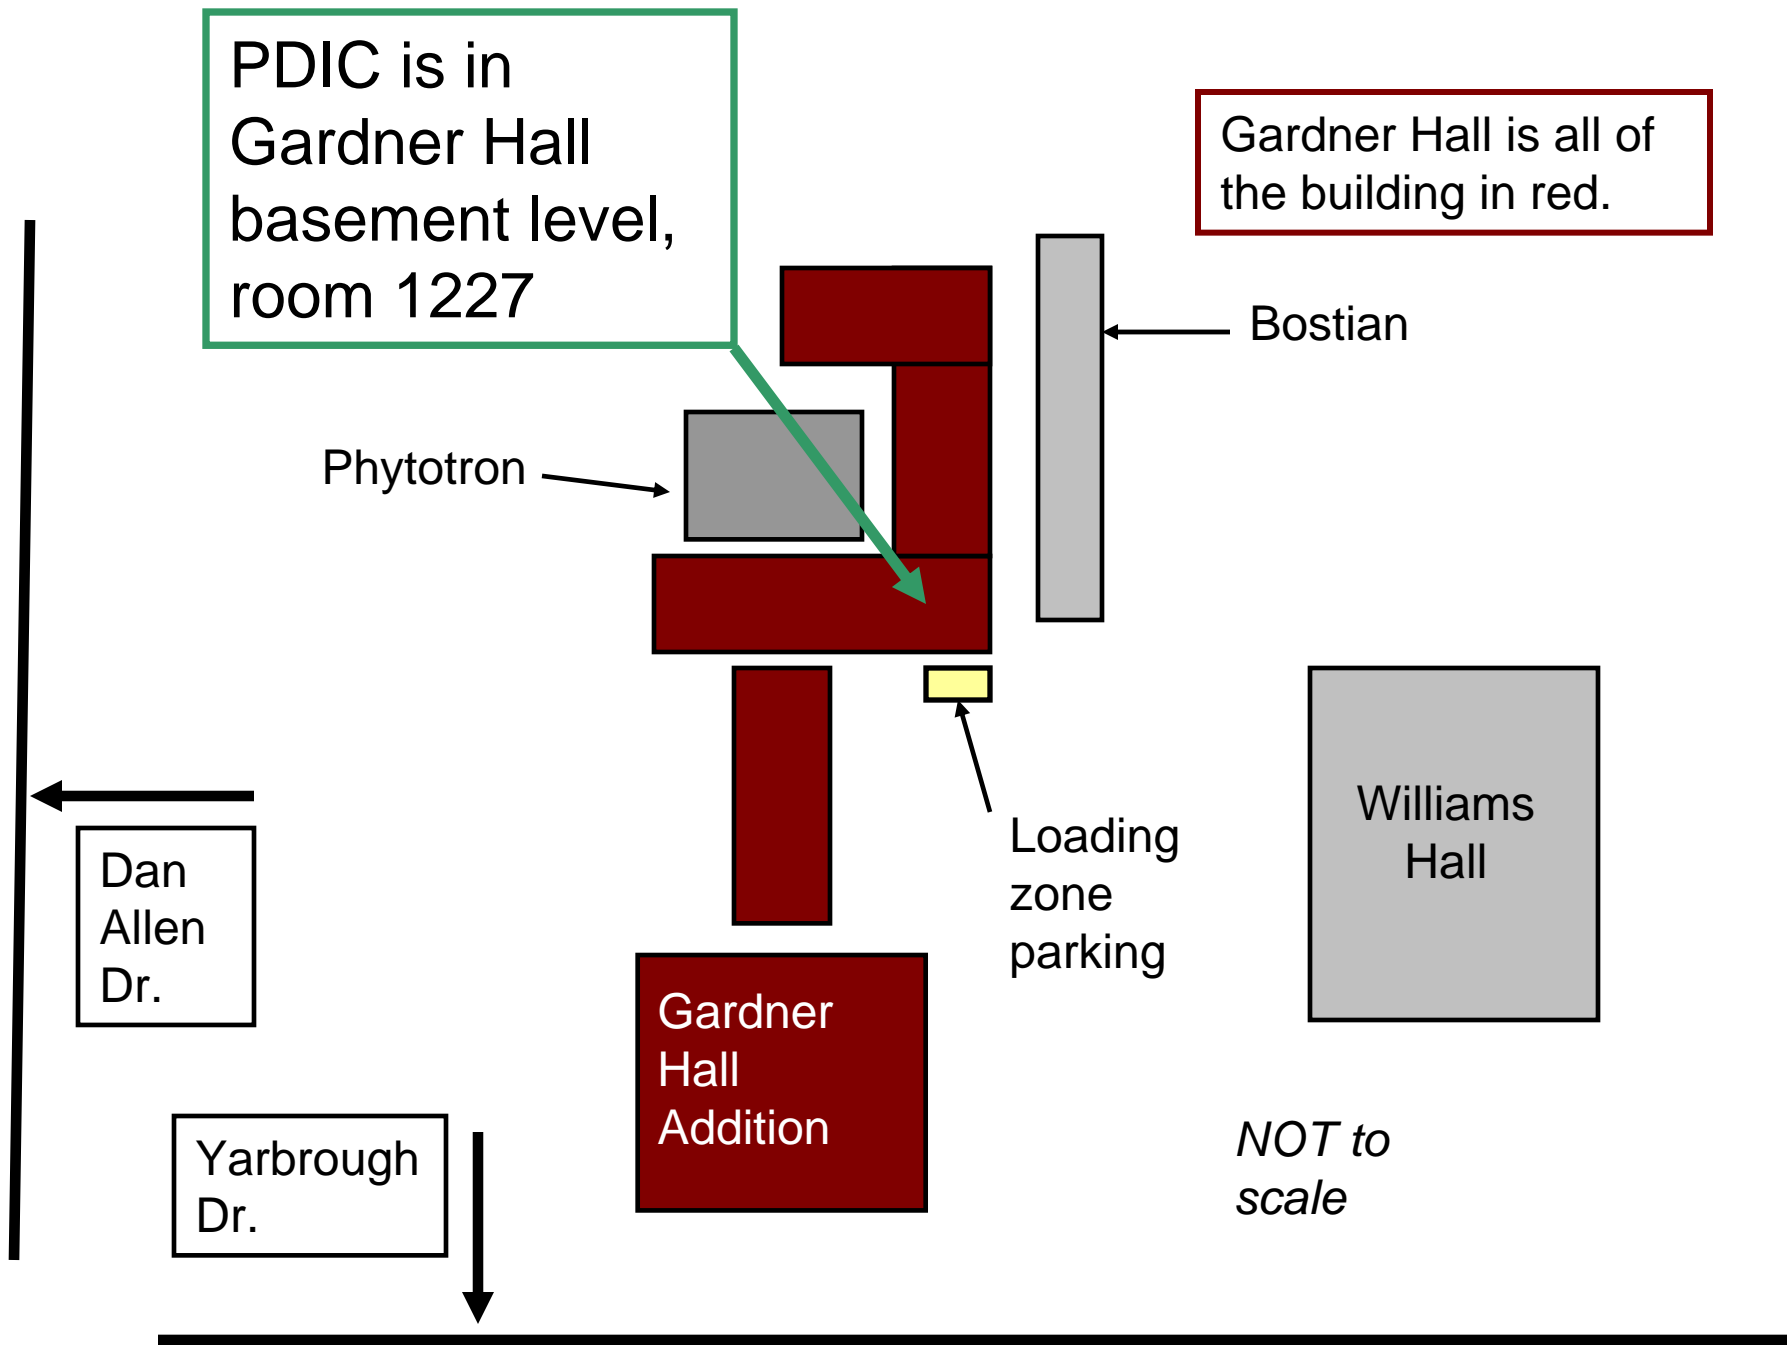 PDIC is in
Gardner Hall
basement level,
room 1227
Gardner Hall is all of
the building in red.
Bostian
Phytotron
Loading
zone
parking
Williams
Hall
Dan
Allen
Dr.
Gardner
Hall
Addition
Yarbrough
Dr.
NOT to
scale